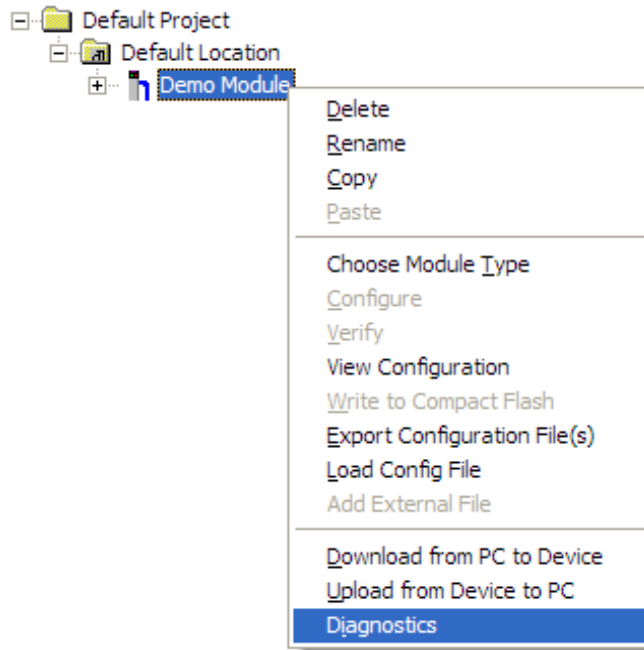 Default Project
Default Location
Demo Module
Delete
Rename
Copy
Paste
Choose Module Type
Configure
Verify
View Configuration
Write to Compact Flash
Export Configuration File(s)
Load Config File
Add External File
Download from PC to Device
Upload from Device to PC
Diagnostics